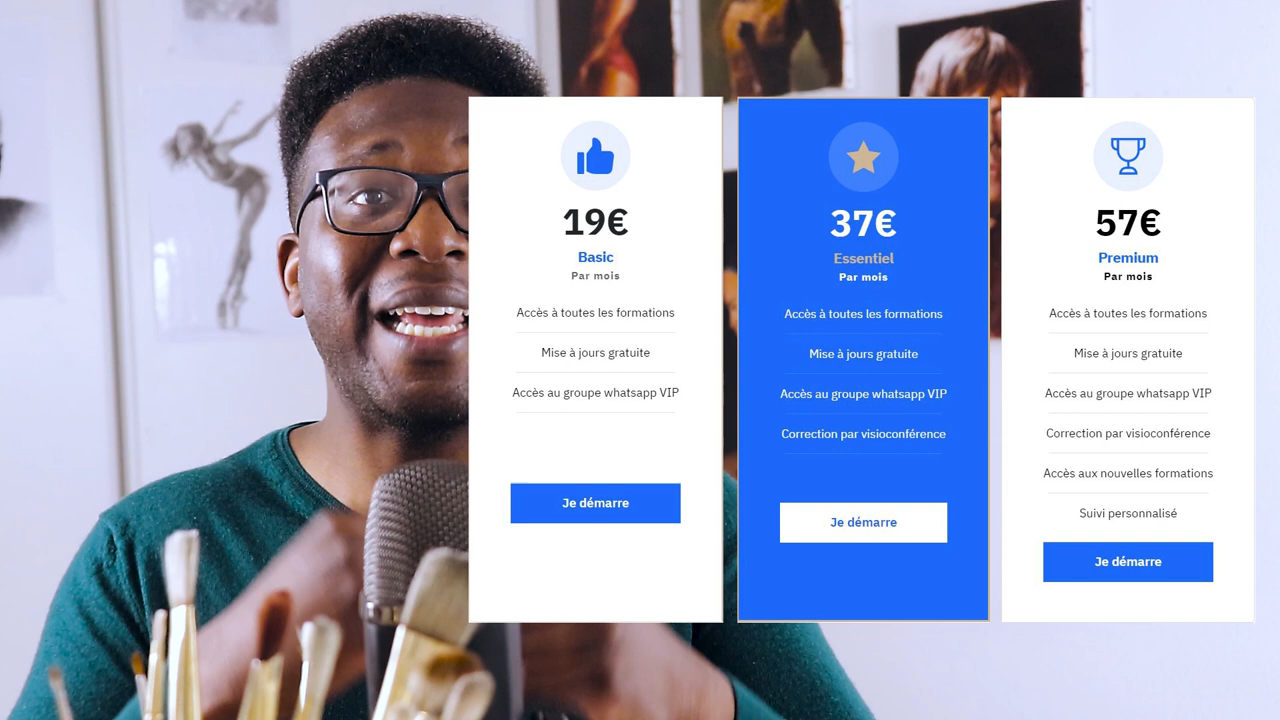 19€
Basic
Par mois
Accès à toutes les formations
Mise à jours gratuite
Accès au groupe whatsapp VIP
Je démarre
37€
Essentiel
Par mois
Accès à toutes les formations
Mise à jours gratuite
Accès au groupe whatsapp VIP
Correction par visioconférence
Je démarre
57€
Premium
Par mois
Accès à toutes les formations
Mise à jours gratuite
Accès au groupe whatsapp VIP
Correction par visioconférence
Accès aux nouvelles formations
Suivi personnalisé
Je démarre